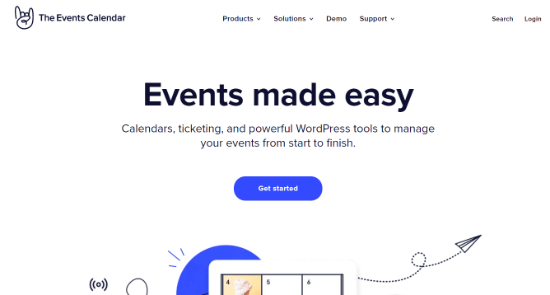 The Events Calendar
Products Solutions Demo Support
Search Login
Events made easy
Calendars, ticketing, and powerful WordPress tools to manage
your events from start to finish.
Get started
4 5 6